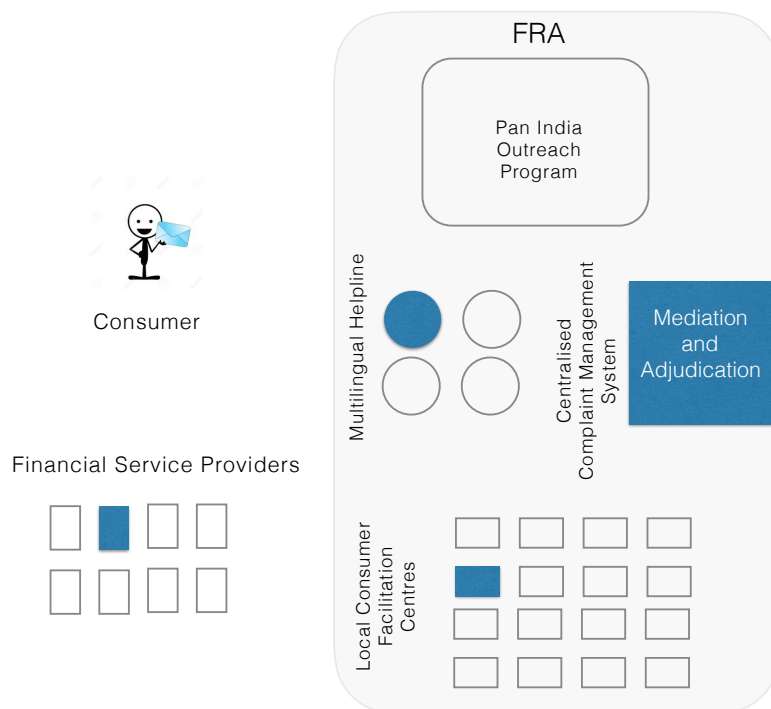 FRA
Pan India
Outreach
Program
Consumer
Multilingual Helpline
Centralised
Complaint Management
System
Mediation
and
Adjudication
Financial Service Providers
Local Consumer
Facilitation
Centres